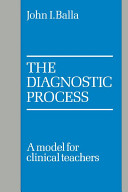 John I. Balla
THE
DIAGNOSTIC
PROCESS
A model for
clinical teachers